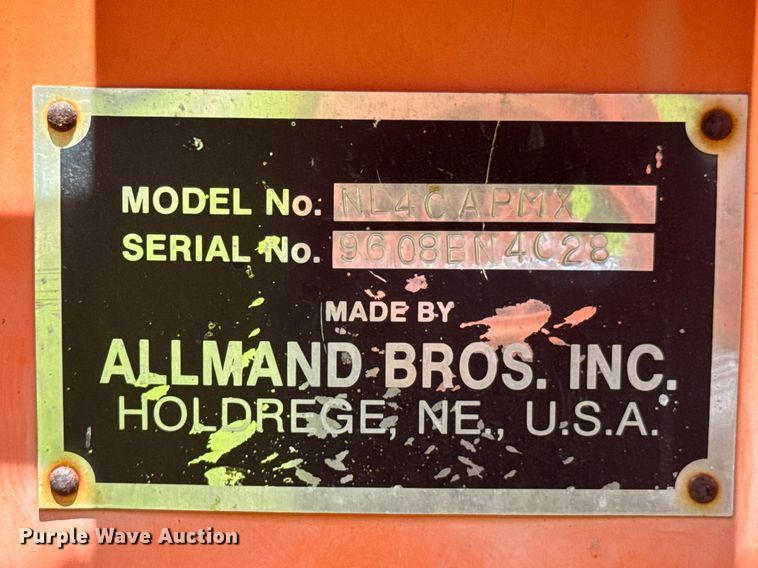 MODEL No: NL4CAPMX
SERIAL No. 9608EN4C28
MADE BY
ALLMAND BROS. INC.
HOLDREGE, NE., U.S.A.
Purple Wave Auction